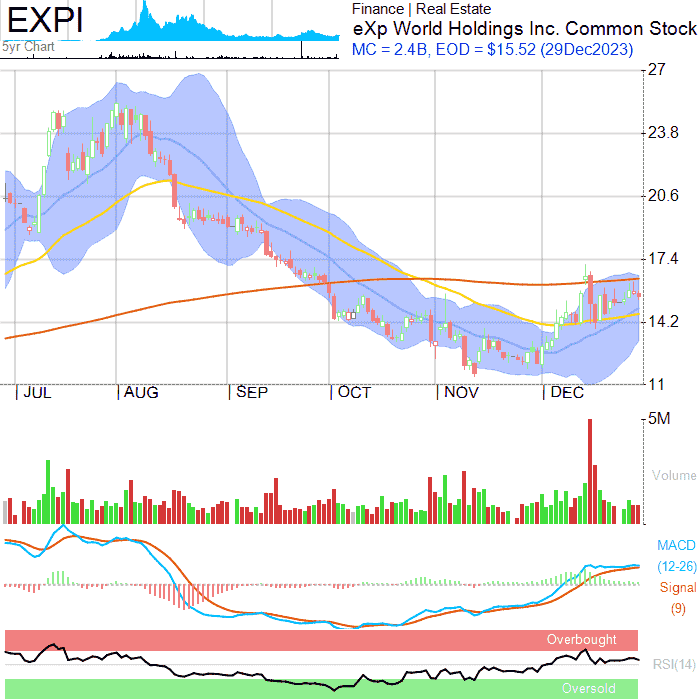 EXPI
5yr Chart
Finance | Real Estate
eXp World Holdings Inc. Common Stock
MC = 2.4B, EOD = $15.52 (29Dec2023)
27
23.8
20.6
17.4
14.2
11
|JUL |AUG |SEP |OCT |NOV |DEC
5M
Volume
MACD
(12-26)
Signal
(9)
Overbought
RSI(14)
Oversold